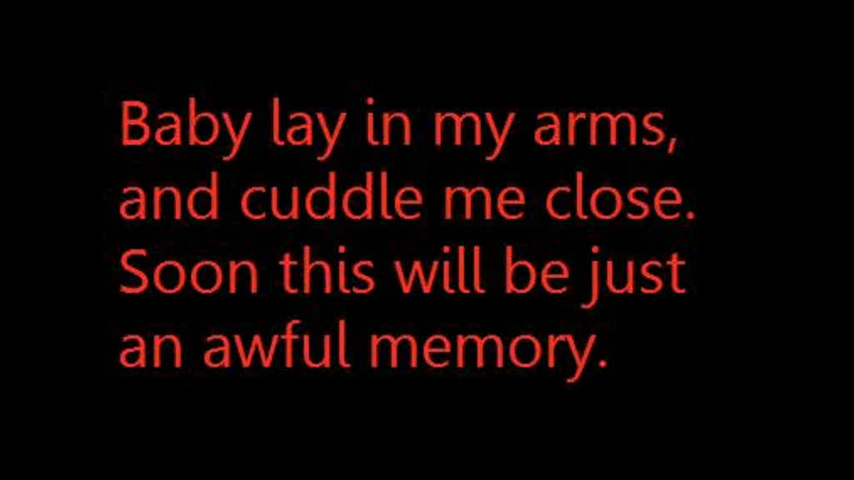 Baby lay in my arms,
and cuddle me close.
Soon this will be just
an awful memory.